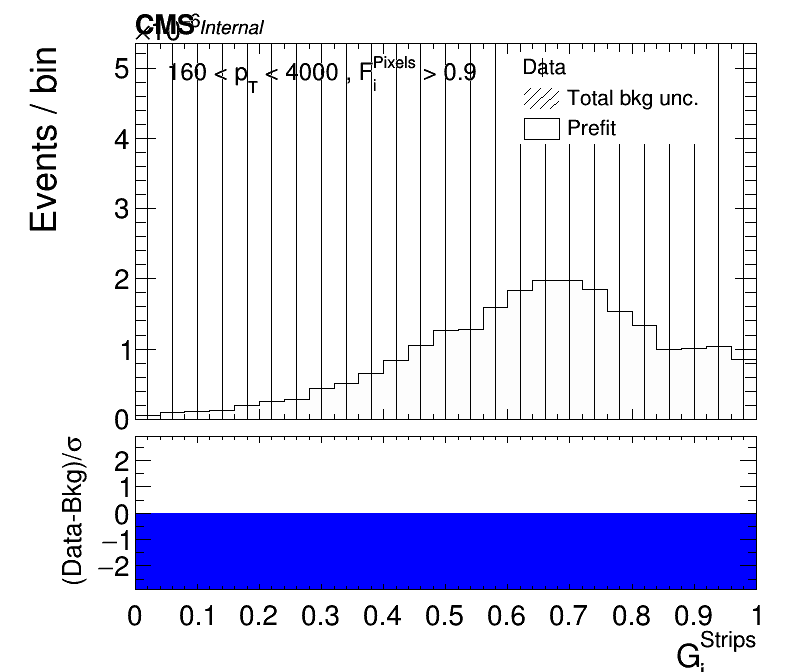 CMS Internal
×10⁻⁶
Events / bin
160 < p_T < 4000 , F_i^Pixels > 0.9
Data
Total bkg unc.
Prefit
5
4
3
2
1
0
(Data-Bkg)/σ
2
1
0
−1
−2
0 0.1 0.2 0.3 0.4 0.5 0.6 0.7 0.8 0.9 1
G_i^Strips